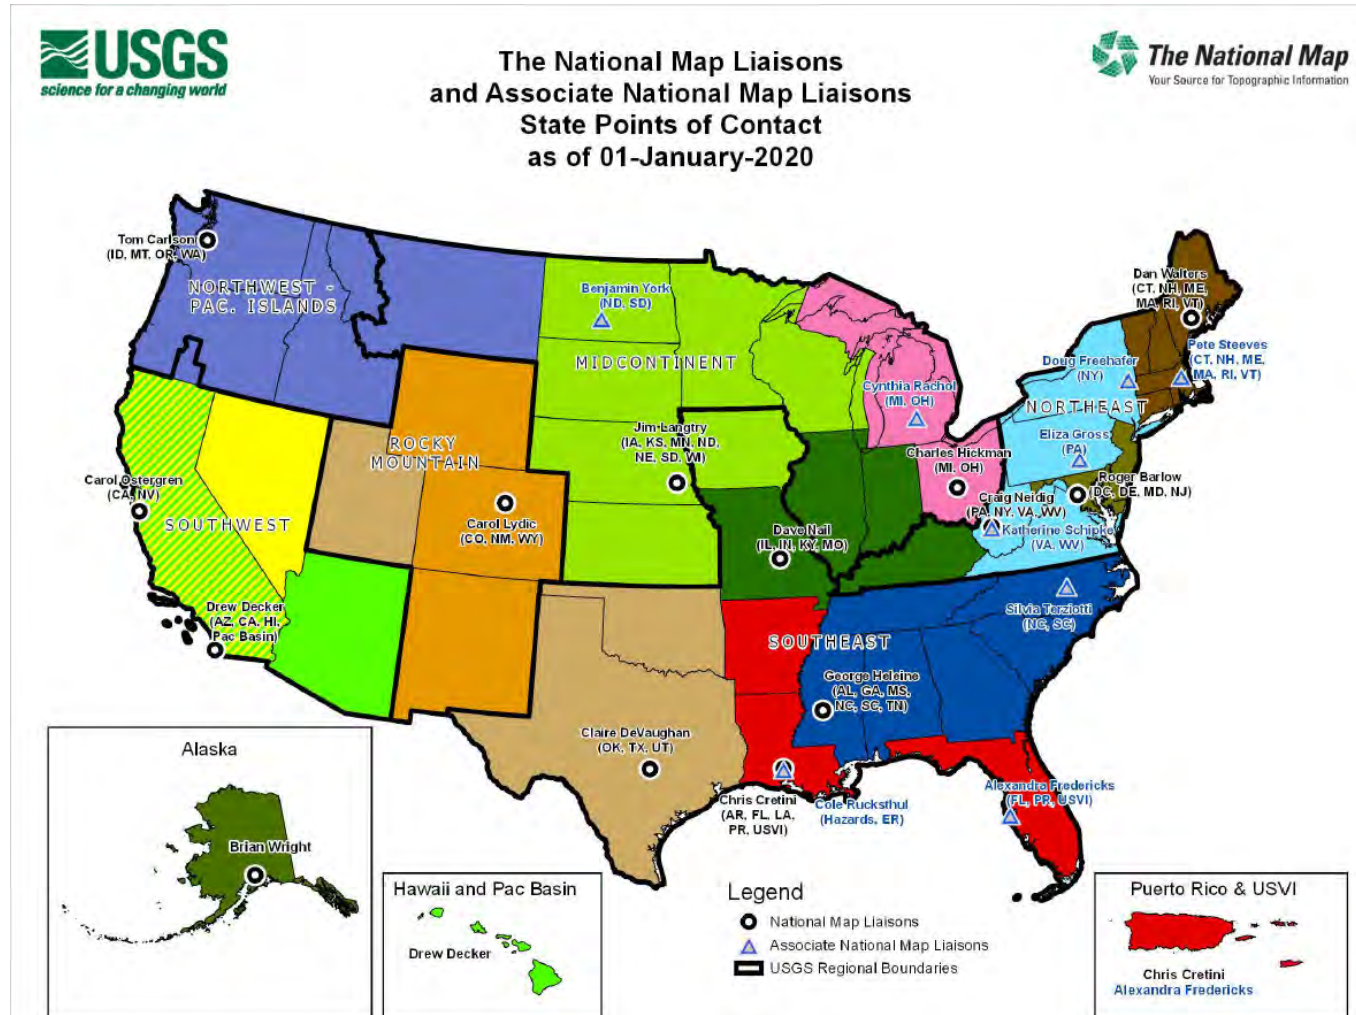 USGS
science for a changing world
The National Map Liaisons
and Associate National Map Liaisons
State Points of Contact
as of 01-January-2020
The National Map
Your Source for Topographic Information
Tom Carlson
(ID, MT, OR, WA)
NORTHWEST -
PAC. ISLANDS
Benjamin York
(ND, SD)
MIDCONTINENT
Dan Walters
(CT, NH, ME,
MA, RI, VT)
Pete Steeves
(CT, NH, ME,
MA, RI, VT)
Doug Freehafer
(NY)
NORTHEAST
Cynthia Rachol
(MI, OH)
Jim Langtry
(IA, KS, MN, ND,
NE, SD, WI)
ROCKY
MOUNTAIN
Eliza Gross
(PA)
Charles Hickman
(MI, OH)
Roger Barlow
(DC, DE, MD, NJ)
Craig Neidig
(PA, NY, VA, WV)
Katherine Schipke
(VA, WV)
Carol Ostergren
(CA, NV)
SOUTHWEST
Carol Lydic
(CO, NM, WY)
Dave Nail
(IL, IN, KY, MO)
Drew Decker
(AZ, CA, HI,
Pac Basin)
Silvia Terziotti
(NC, SC)
SOUTHEAST
George Heleine
(AL, GA, MS,
NC, SC, TN)
Claire DeVaughan
(OK, TX, UT)
Chris Cretini
(AR, FL, LA,
PR, USVI)
Cole Rucksthul
(Hazards, ER)
Alexandra Fredericks
(FL, PR, USVI)
Alaska
Brian Wright
Hawaii and Pac Basin
Drew Decker
Legend
National Map Liaisons
Associate National Map Liaisons
USGS Regional Boundaries
Puerto Rico & USVI
Chris Cretini
Alexandra Fredericks